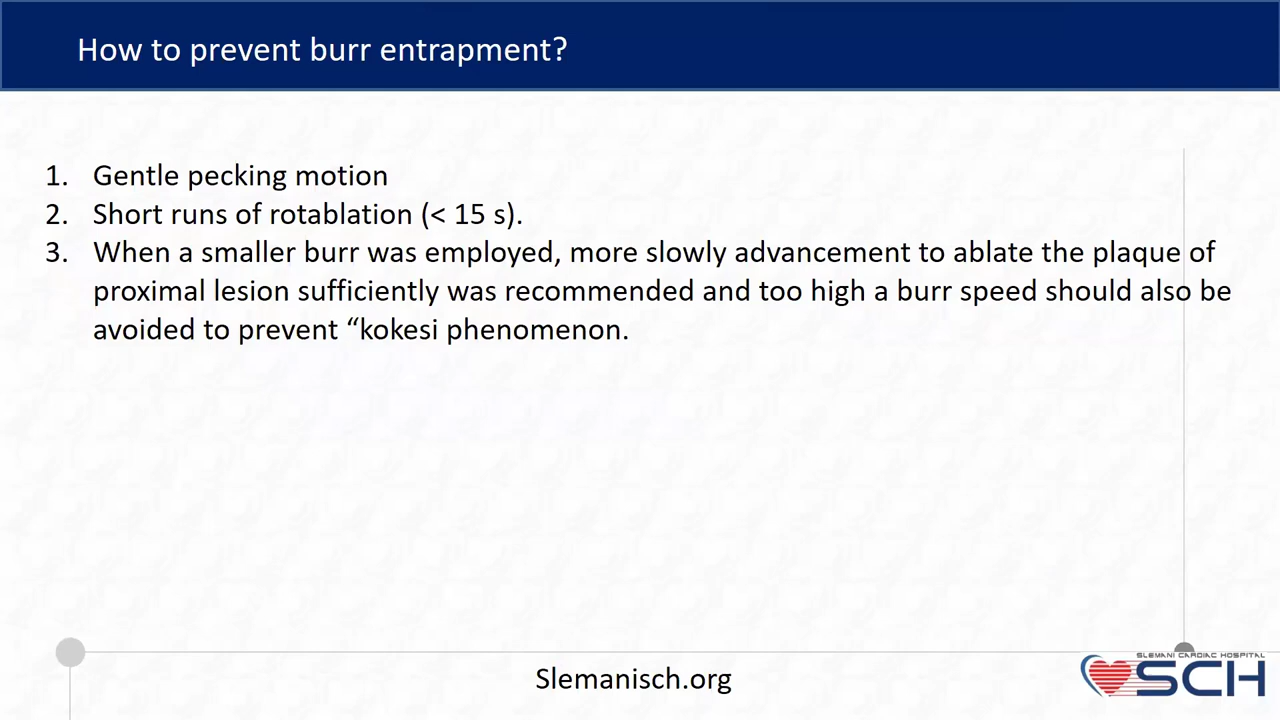 How to prevent burr entrapment?
1. Gentle pecking motion
2. Short runs of rotablation (< 15 s).
3. When a smaller burr was employed, more slowly advancement to ablate the plaque of
proximal lesion sufficiently was recommended and too high a burr speed should also be
avoided to prevent “kokesi phenomenon.
Slemanisch.org
SLEMANI CARDIAC HOSPITAL
SCH